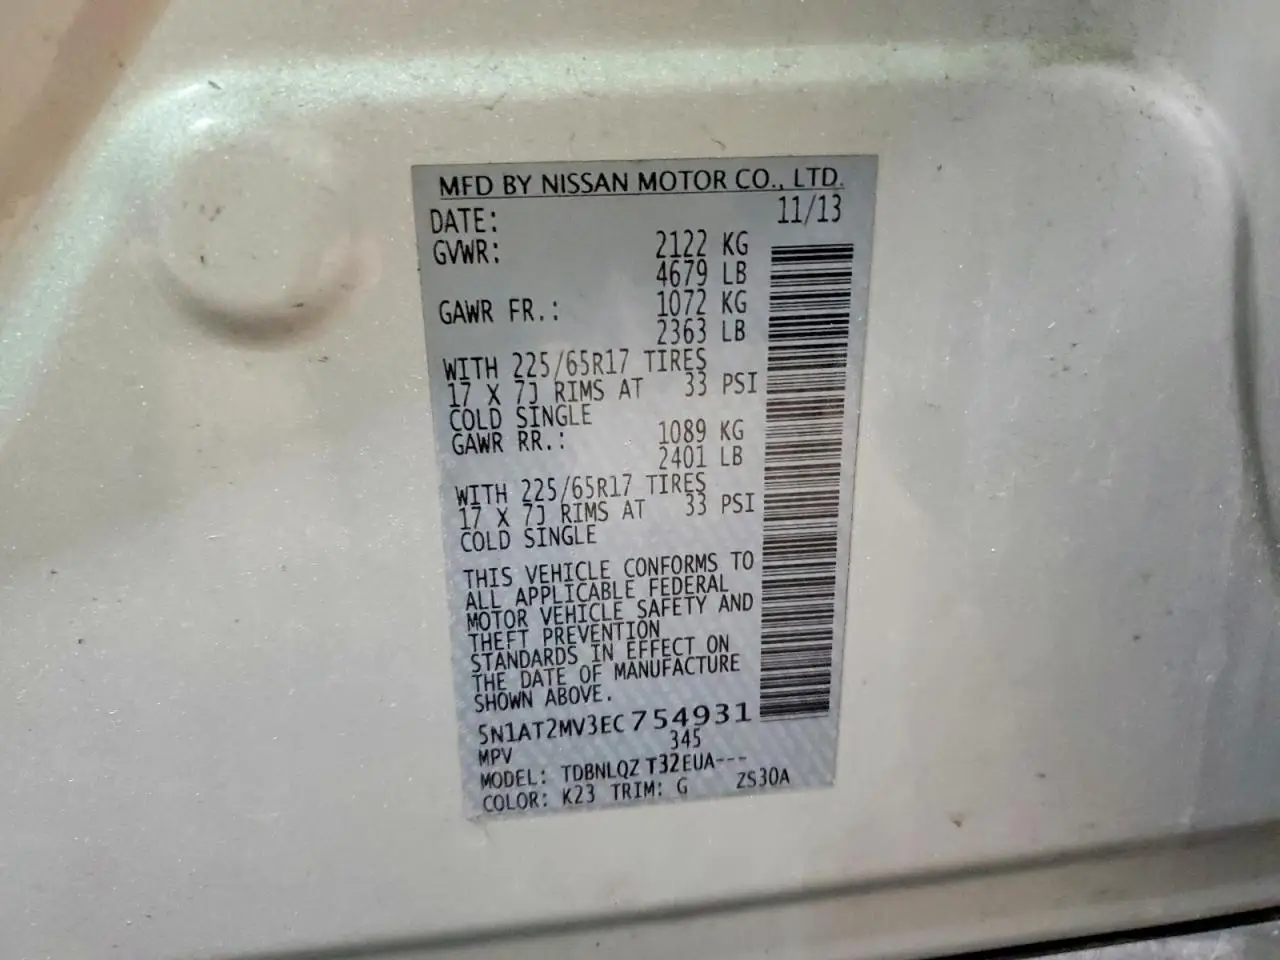 MFD BY NISSAN MOTOR CO., LTD.
DATE: 11/13
GVWR: 2122 KG
4679 LB
GAWR FR.: 1072 KG
2363 LB
WITH 225/65R17 TIRES
17 X 7J RIMS AT 33 PSI
COLD SINGLE
GAWR RR.: 1089 KG
2401 LB
WITH 225/65R17 TIRES
17 X 7J RIMS AT 33 PSI
COLD SINGLE
THIS VEHICLE CONFORMS TO
ALL APPLICABLE FEDERAL
MOTOR VEHICLE SAFETY AND
THEFT PREVENTION
STANDARDS IN EFFECT ON
THE DATE OF MANUFACTURE
SHOWN ABOVE.
5N1AT2MV3EC754931
MPV 345
MODEL: TDBNLQZ T32EUA---
COLOR: K23 TRIM: G ZS30A